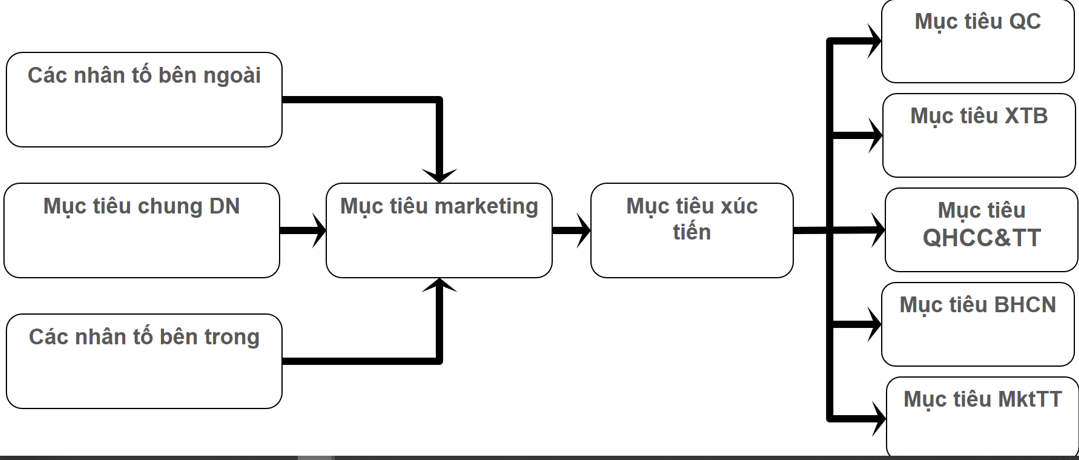 Các nhân tố bên ngoài
Mục tiêu chung DN
Các nhân tố bên trong
Mục tiêu marketing
Mục tiêu xúc
tiến
Mục tiêu QC
Mục tiêu XTB
Mục tiêu
QHCC&TT
Mục tiêu BHCN
Mục tiêu MktTT